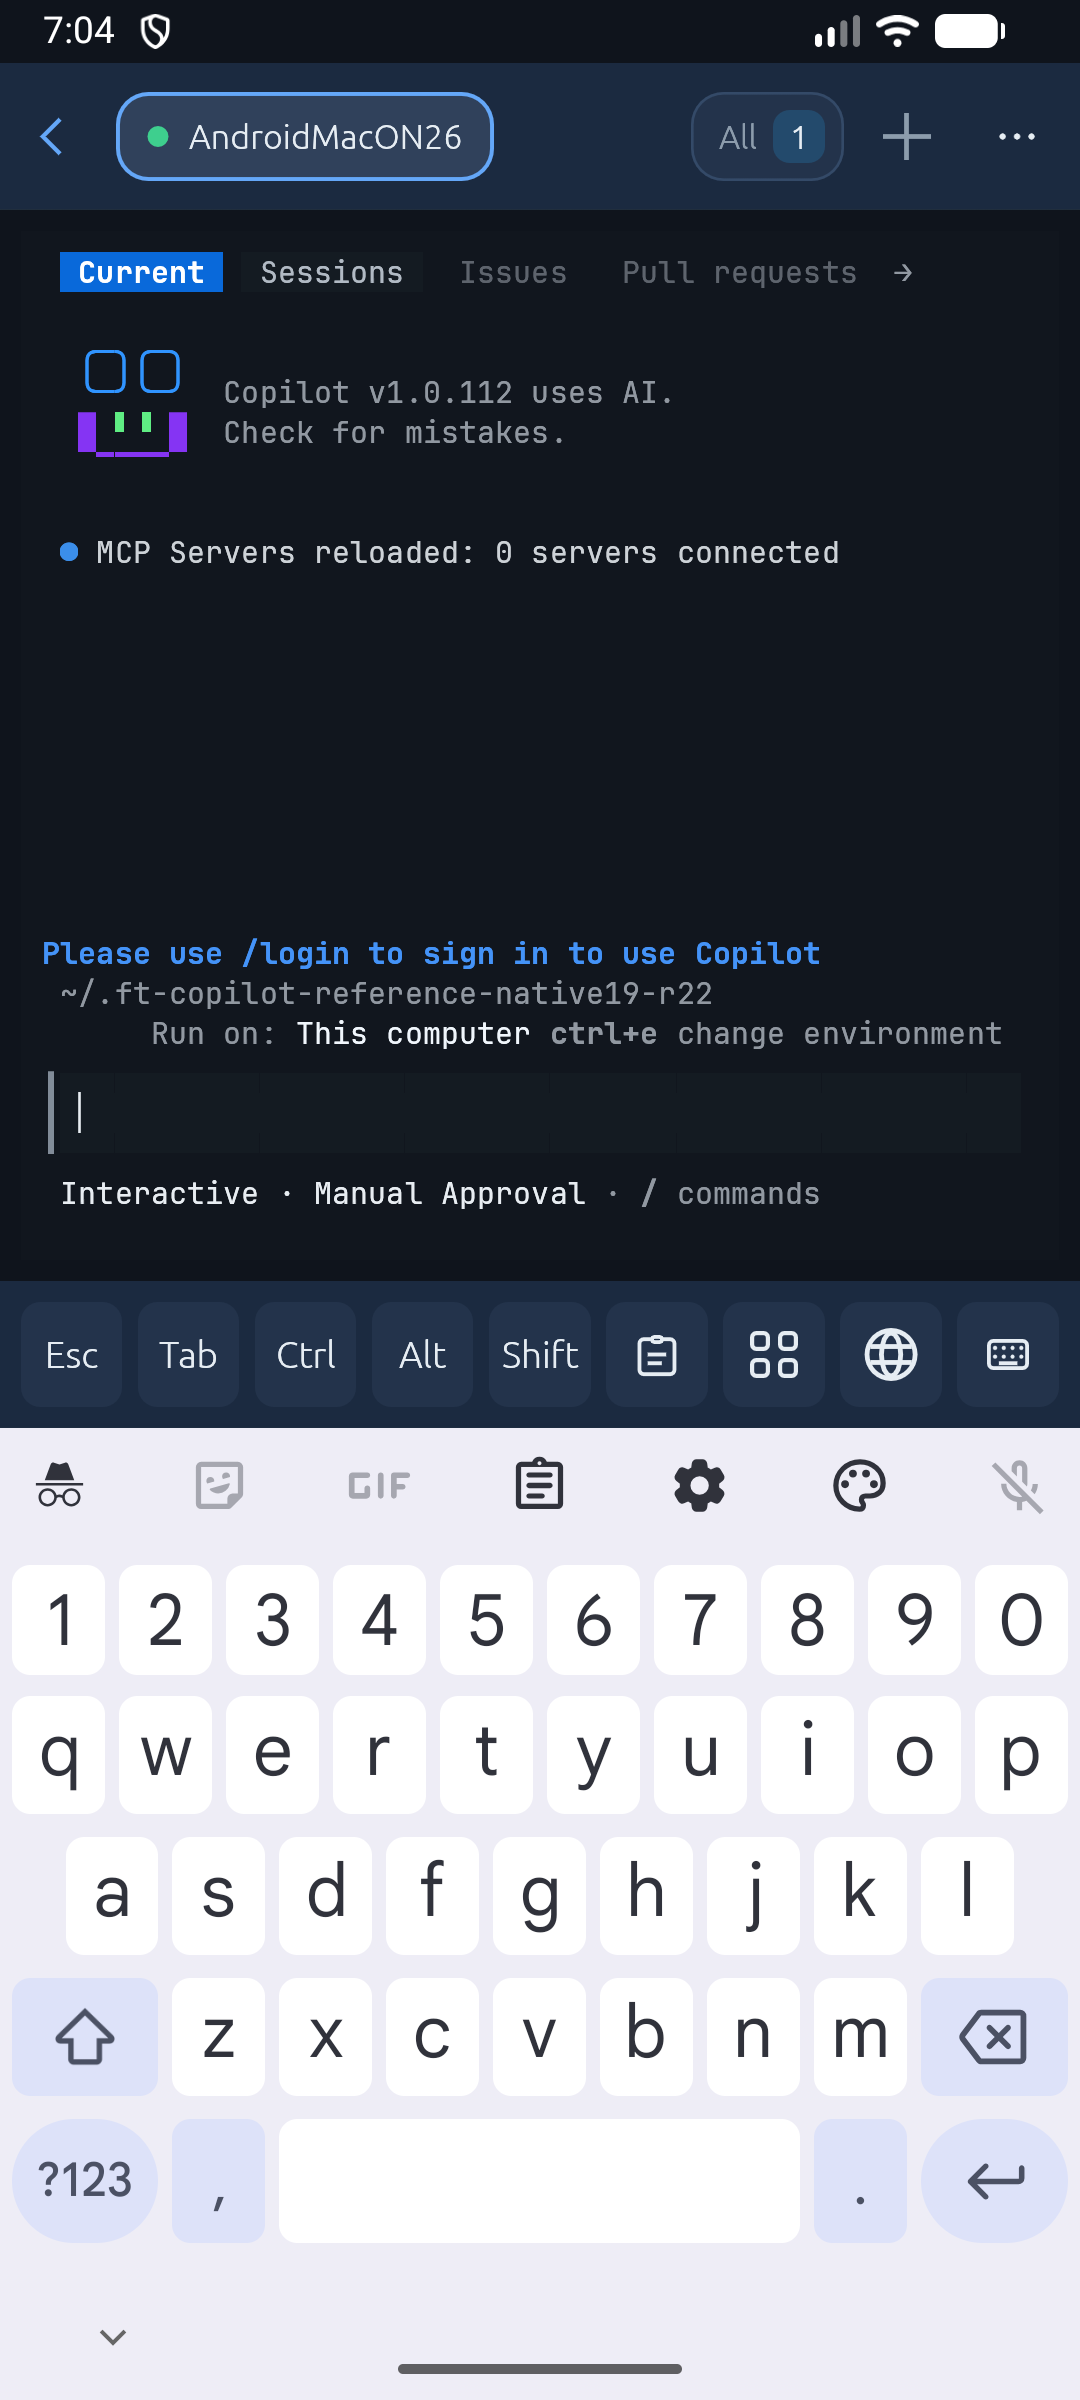 7:04
AndroidMacON26
All 1
Current Sessions Issues Pull requests →
Copilot v1.0.112 uses AI.
Check for mistakes.
● MCP Servers reloaded: 0 servers connected
Please use /login to sign in to use Copilot
~/.ft-copilot-reference-native19-r22
Run on: This computer ctrl+e change environment
Interactive · Manual Approval · / commands
Esc Tab Ctrl Alt Shift
GIF
1 2 3 4 5 6 7 8 9 0
q w e r t y u i o p
a s d f g h j k l
z x c v b n m
?123 , .